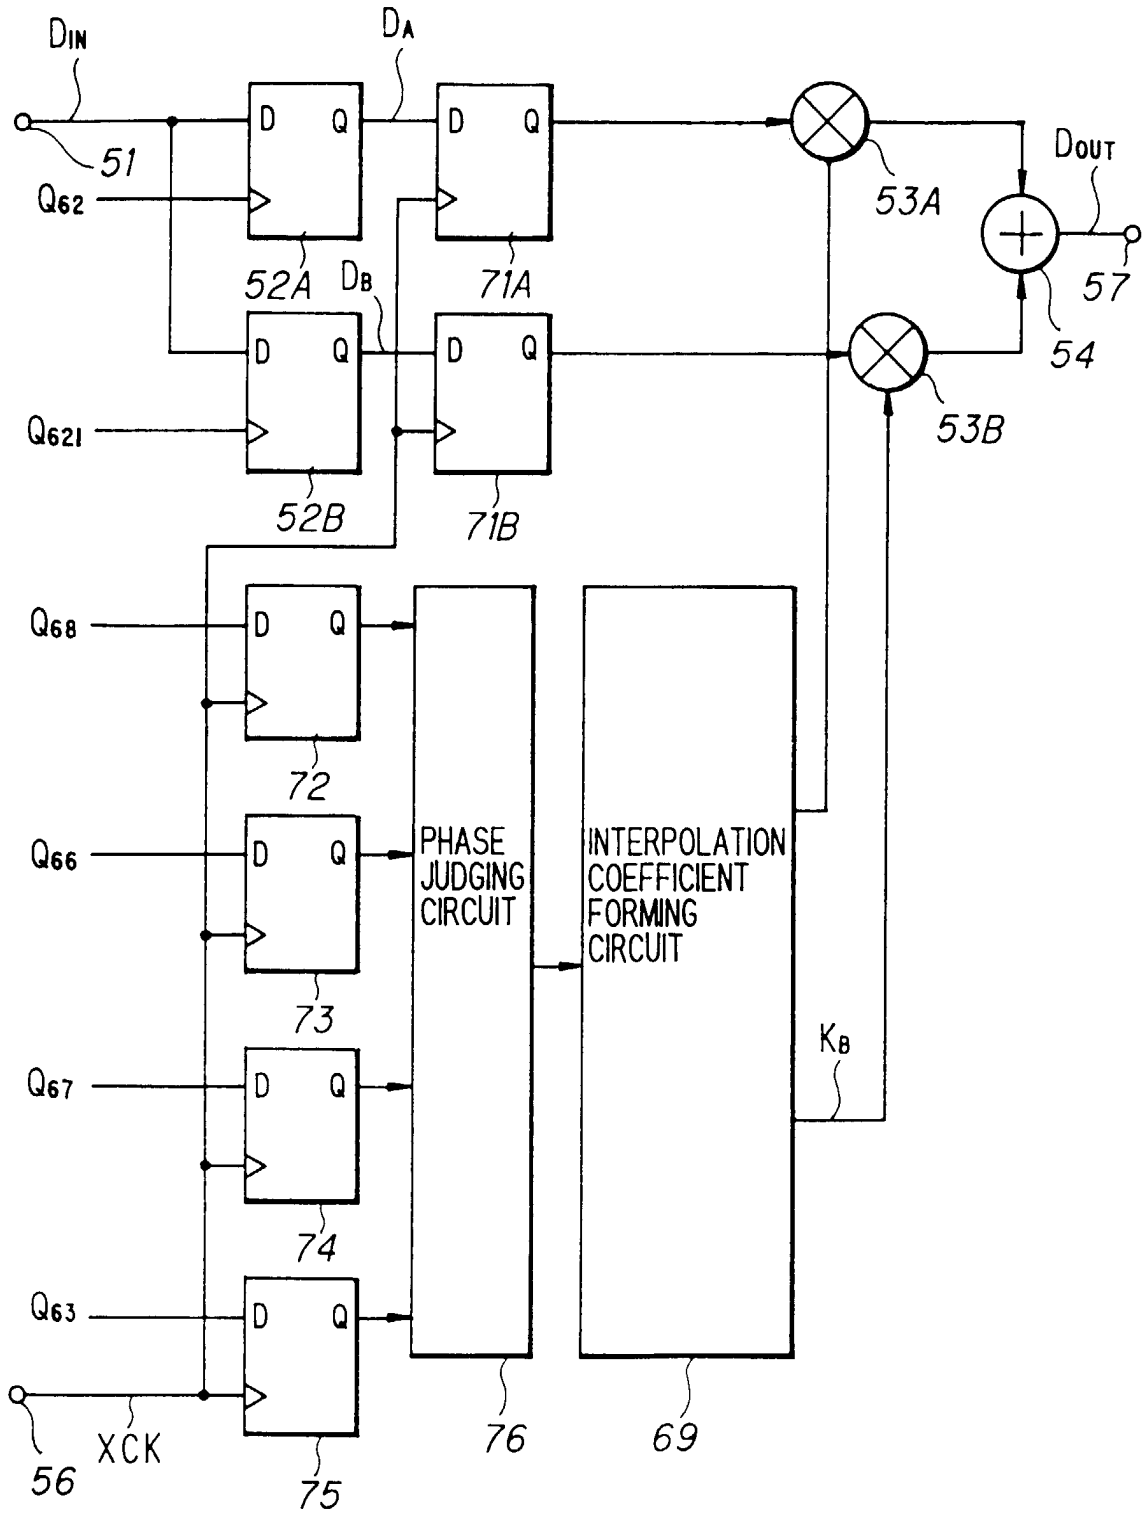 DIN
DA
D Q
D Q
51
53A
DOUT
Q62
52A
71A
57
DB
54
D Q
D Q
Q621
53B
52B
71B
Q68
D Q
72
Q66
D Q
PHASE
JUDGING
CIRCUIT
INTERPOLATION
COEFFICIENT
FORMING
CIRCUIT
73
KB
Q67
D Q
74
Q63
D Q
XCK
76
69
56
75